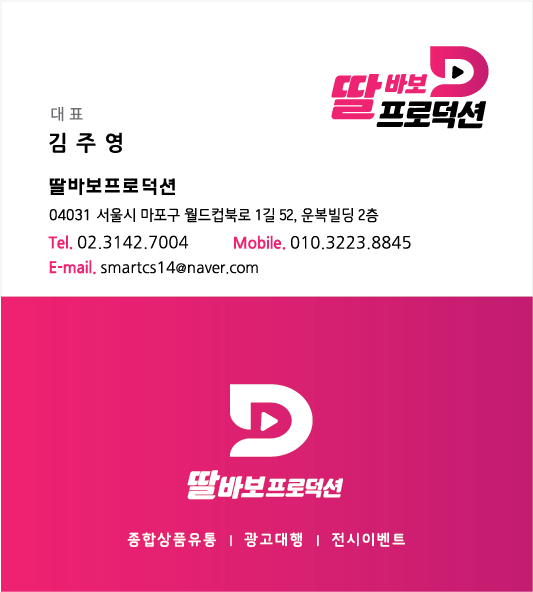 딸바보
프로덕션
대표
김주영
딸바보프로덕션
04031 서울시 마포구 월드컵북로 1길 52, 운복빌딩 2층
Tel. 02.3142.7004 Mobile. 010.3223.8845
E-mail. smartcs14@naver.com
딸바보프로덕션
종합상품유통 | 광고대행 | 전시이벤트